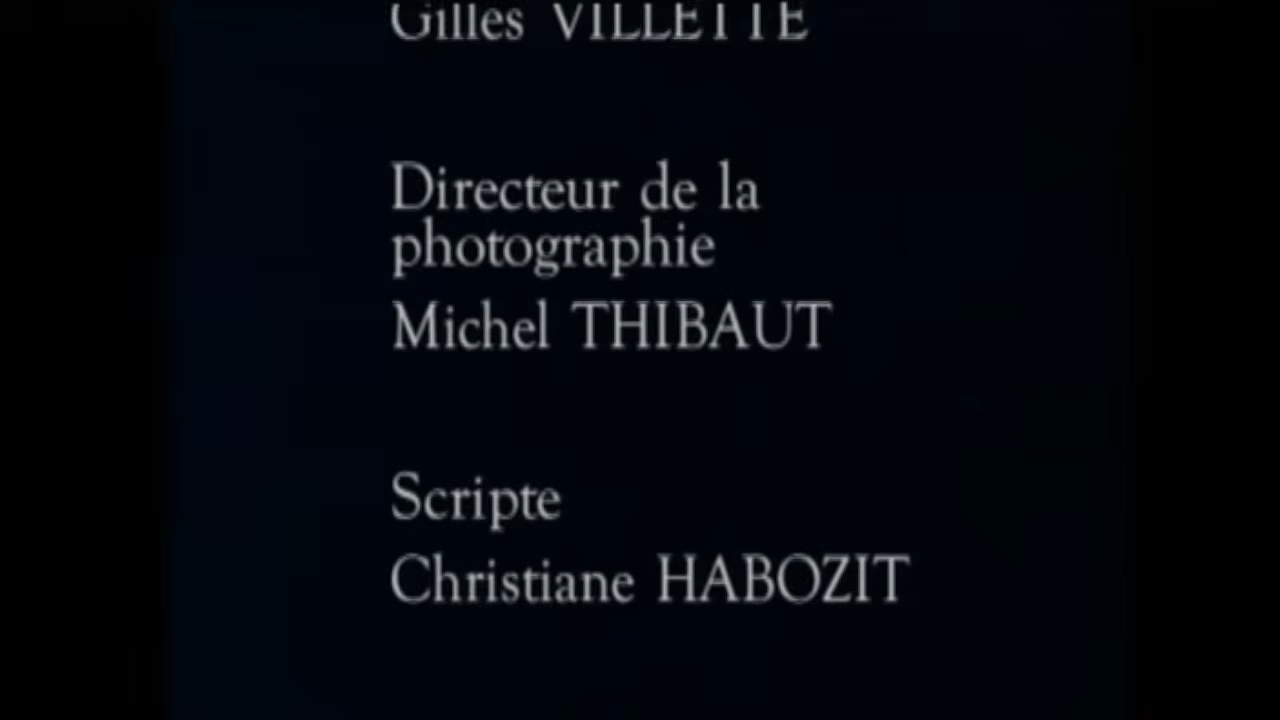 Gilles VILLETTE
Directeur de la
photographie
Michel THIBAUT
Scripte
Christiane HABOZIT